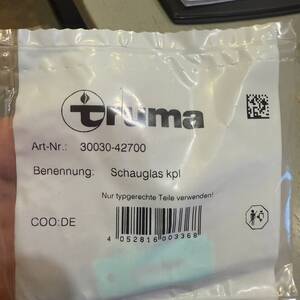 truma
Art-Nr.: 30030-42700
Benennung: Schauglas kpl
Nur typgerechte Teile verwenden!
COO:DE
4 052816 003368